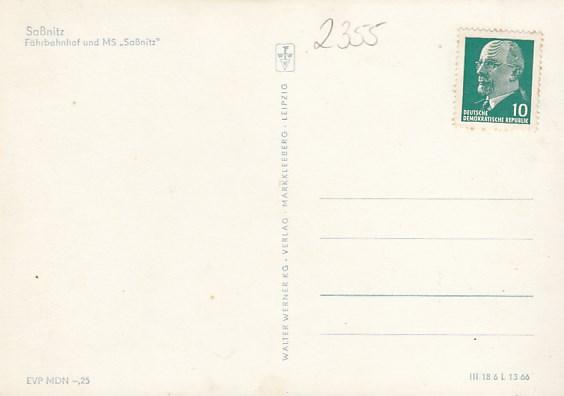 Saßnitz
Fährbahnhof und MS „Saßnitz“
2355
10
DEUTSCHE
DEMOKRATISCHE REPUBLIK
WALTER WERNER KG · VERLAG · MARKKLEEBERG · LEIPZIG
EVP MDN –,25
III 18 6 L 13 66